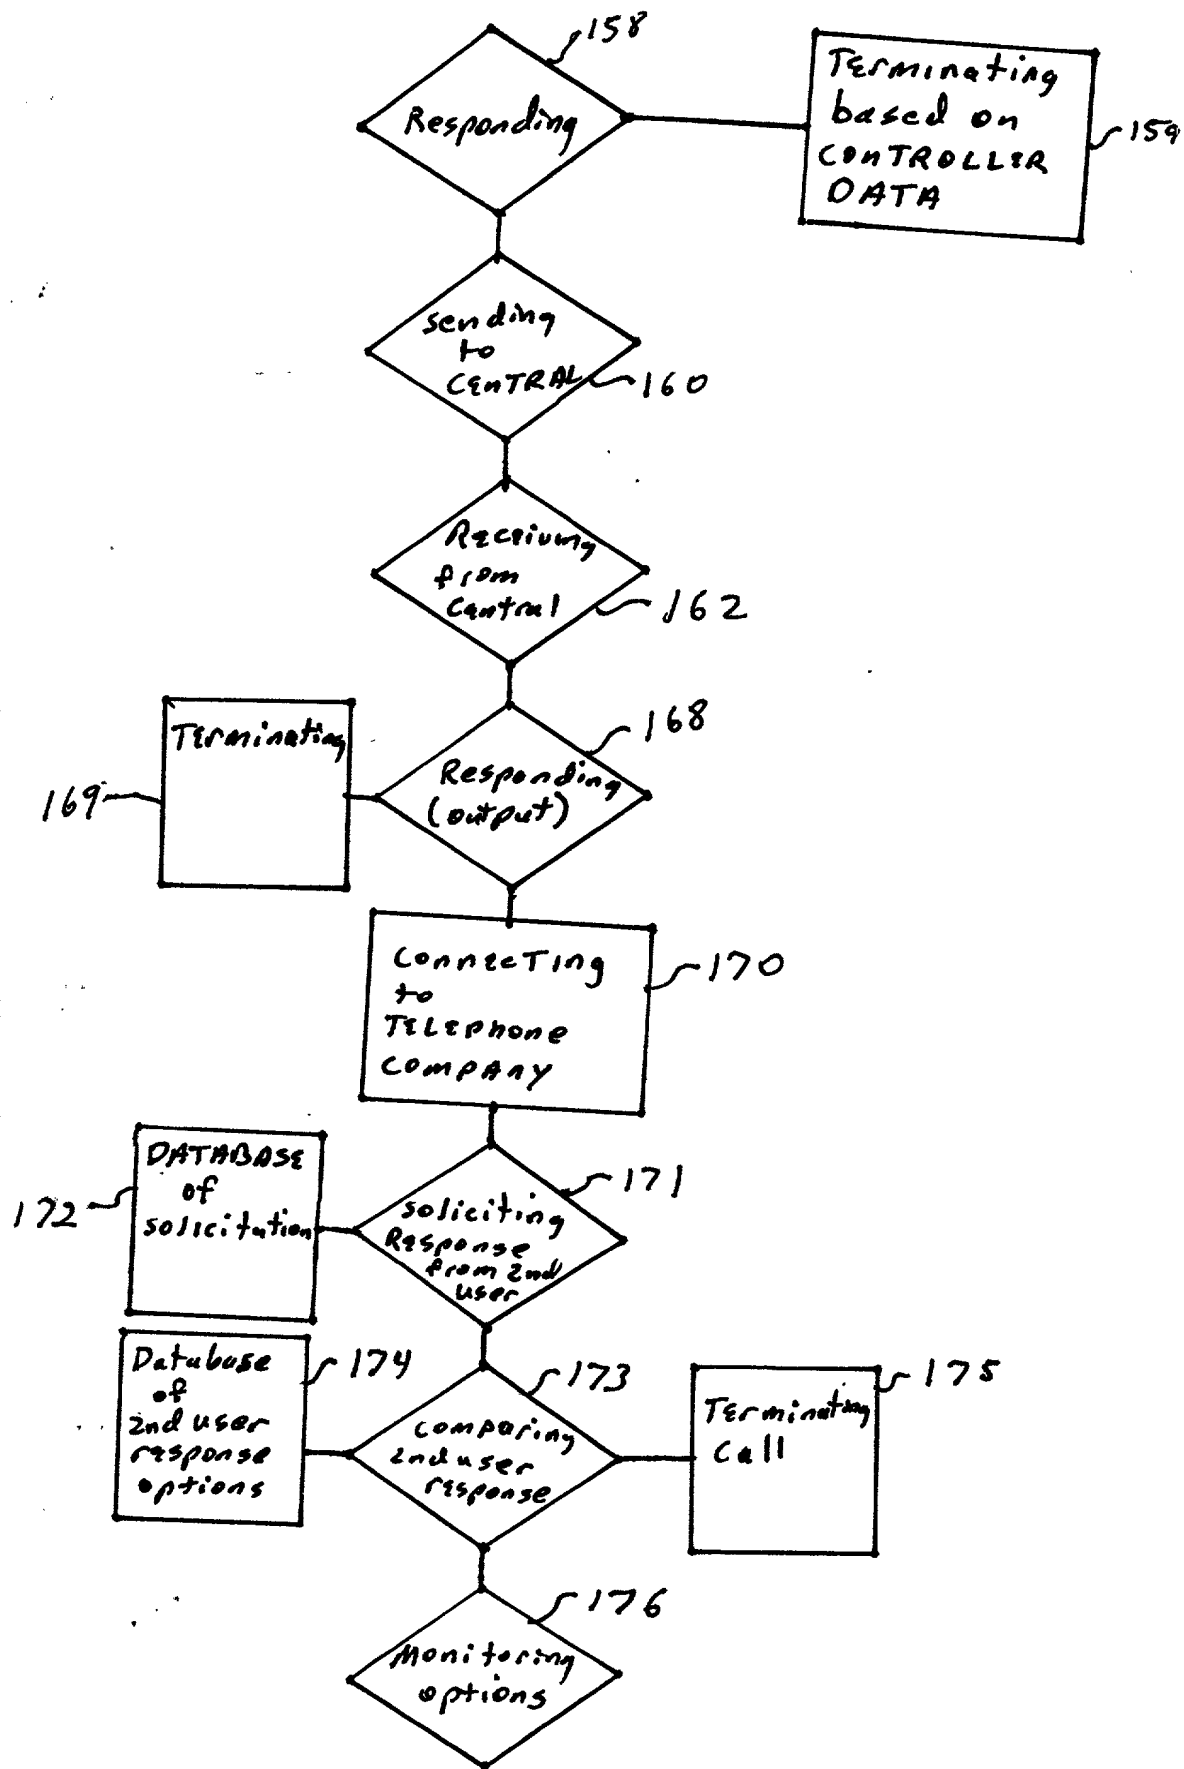 158
Responding
Terminating
based on
CONTROLLER
DATA
159
sending
to
CENTRAL
160
Receiving
from
Central
162
168
Terminating
Responding
(output)
169
Connecting
to
TELEPHONE
COMPANY
170
DATABASE
of
solicitation
172
171
soliciting
Response
from 2nd
user
Database
of
2nd user
response
options
174
173
comparing
2nd user
response
175
Terminating
Call
176
Monitoring
options